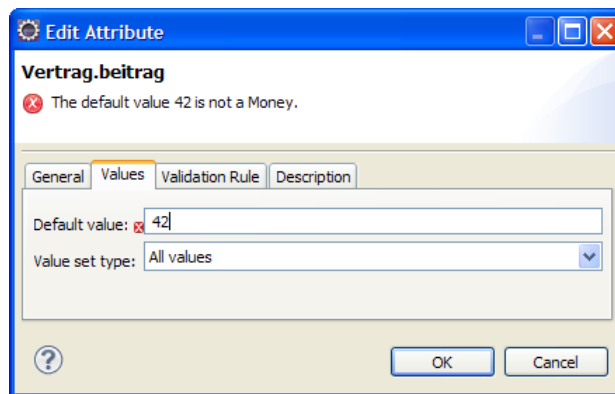 Edit Attribute
Vertrag.beitrag
The default value 42 is not a Money.
General Values Validation Rule Description
Default value: 42
Value set type: All values
? OK Cancel